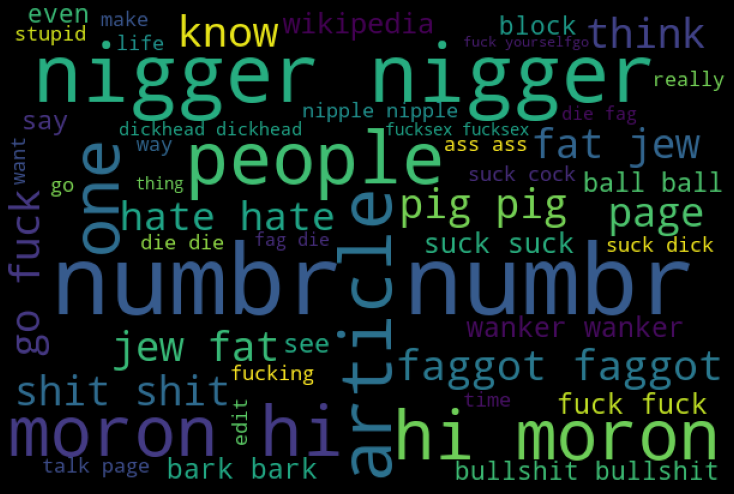 even
make
stupid
life
know
wikipedia
block
fuck yourselfgo
think
nigger nigger
really
say
nipple nipple
die fag
dickhead dickhead
fucksex fucksex
want
one
way
people
ass ass
fat jew
suck cock
go
thing
ball ball
hate hate
pig pig
page
go fuck
die die
fag die
article
suck suck
suck dick
numbr numbr
wanker wanker
jew fat
see
fucking
faggot faggot
shit shit
time
fuck fuck
edit
moron hi
hi moron
talk page
bark bark
bullshit bullshit